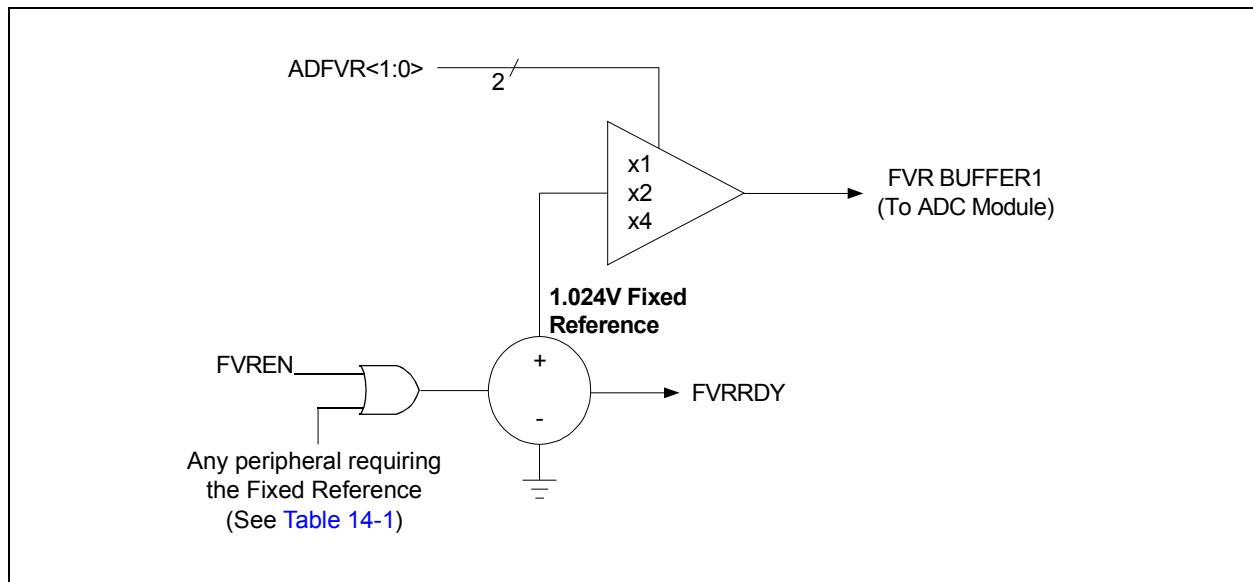 ADFVR<1:0>
2
x1
x2
x4
FVR BUFFER1
(To ADC Module)
1.024V Fixed
Reference
FVREN
+
-
FVRRDY
Any peripheral requiring
the Fixed Reference
(See Table 14-1)